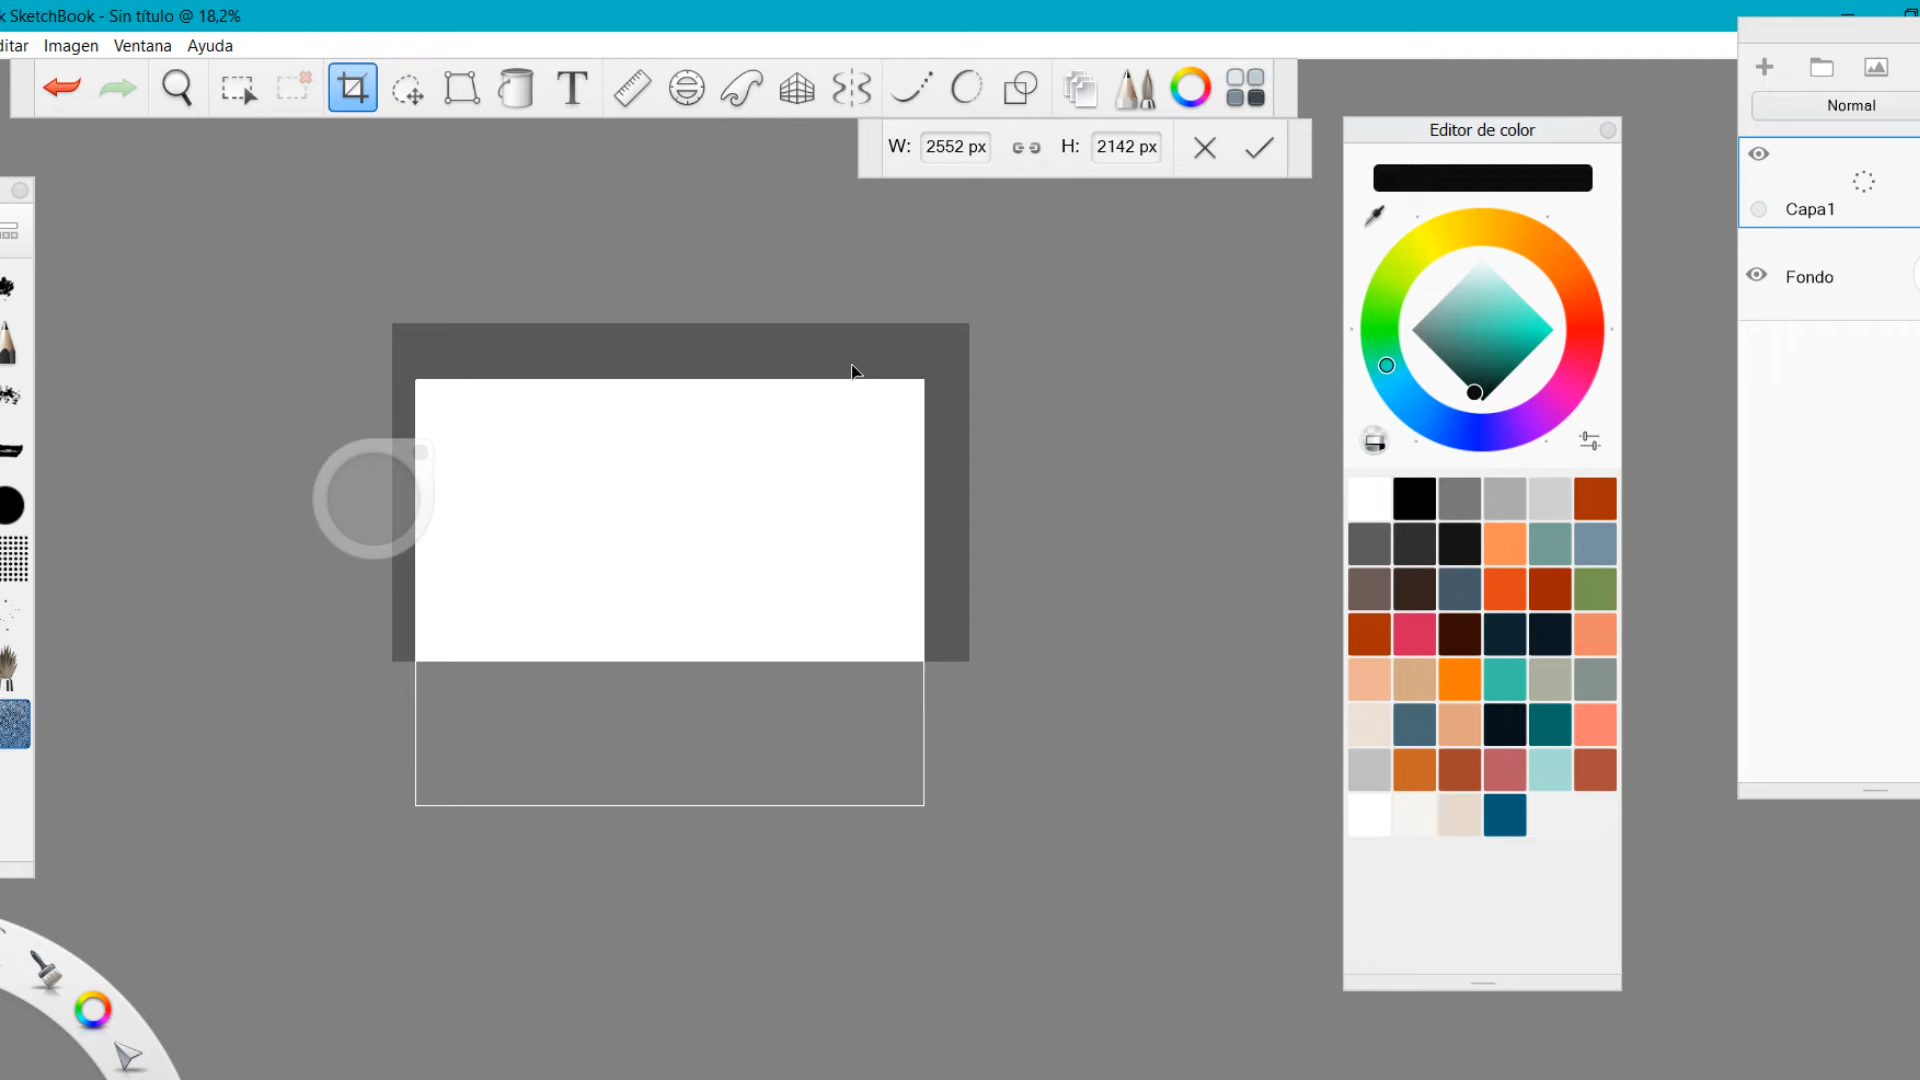 k SketchBook - Sin título @ 18,2%
ditar Imagen Ventana Ayuda
T
W: 2552 px H: 2142 px
Editor de color
Normal
Capa1
Fondo